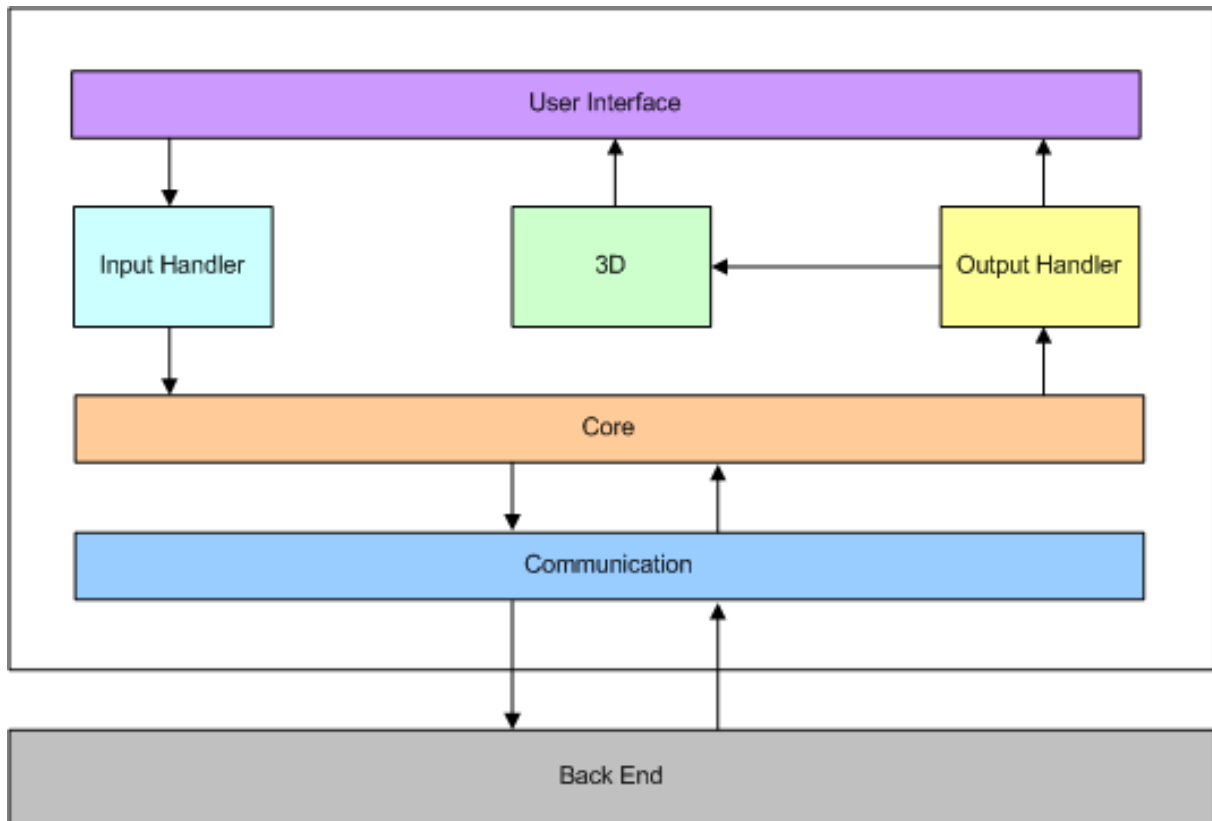 User Interface
Input Handler
3D
Output Handler
Core
Communication
Back End